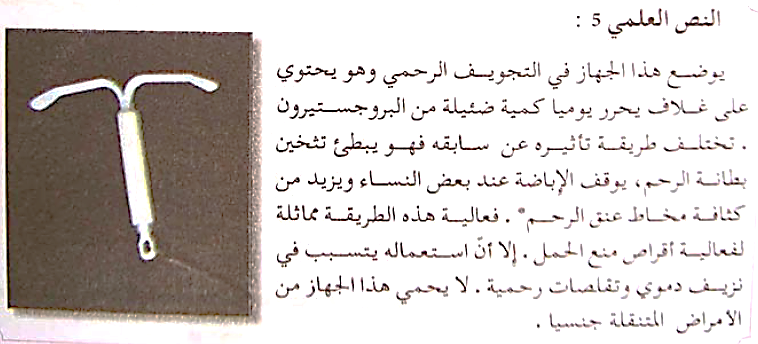 النص العلمي 5 :
يوضع هذا الجهاز في التجويف الرحمي وهو يحتوي
على غلاف يحرر يوميا كمية ضئيلة من البروجستيرون
. تختلف طريقة تأثيره عن سابقه فهو يبطئ تثخين
بطانة الرحم، يوقف الإباضة عند بعض النساء ويزيد من
كثافة مخاط عنق الرحم* . فعالية هذه الطريقة مماثلة
لفعالية أقراص منع الحمل . إلا أنّ استعماله يتسبب في
نزيف دموي وتقلصات رحمية . لا يحمي هذا الجهاز من
الأمراض المتنقلة جنسيا .